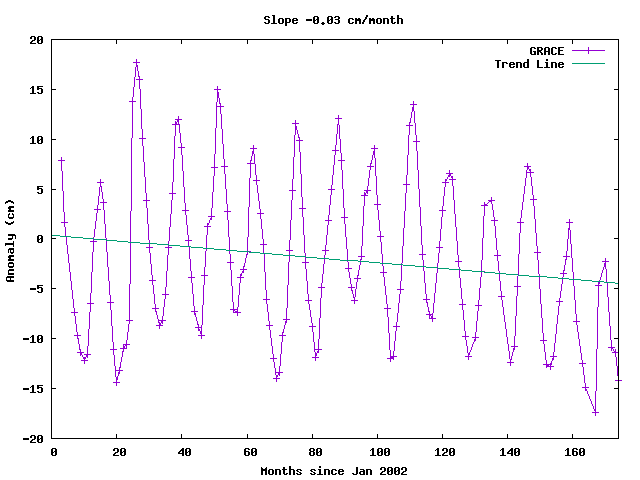 Slope -0.03 cm/month
GRACE
Trend Line
20
15
10
5
0
-5
-10
-15
-20
Anomaly (cm)
0 20 40 60 80 100 120 140 160
Months since Jan 2002